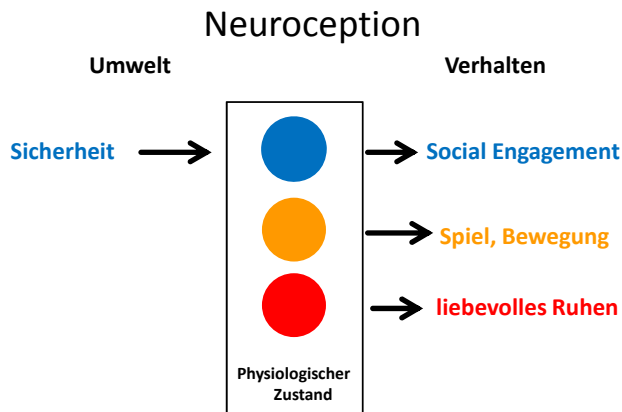 Neuroception
Umwelt
Verhalten
Sicherheit
Social Engagement
Spiel, Bewegung
liebevolles Ruhen
Physiologischer
Zustand